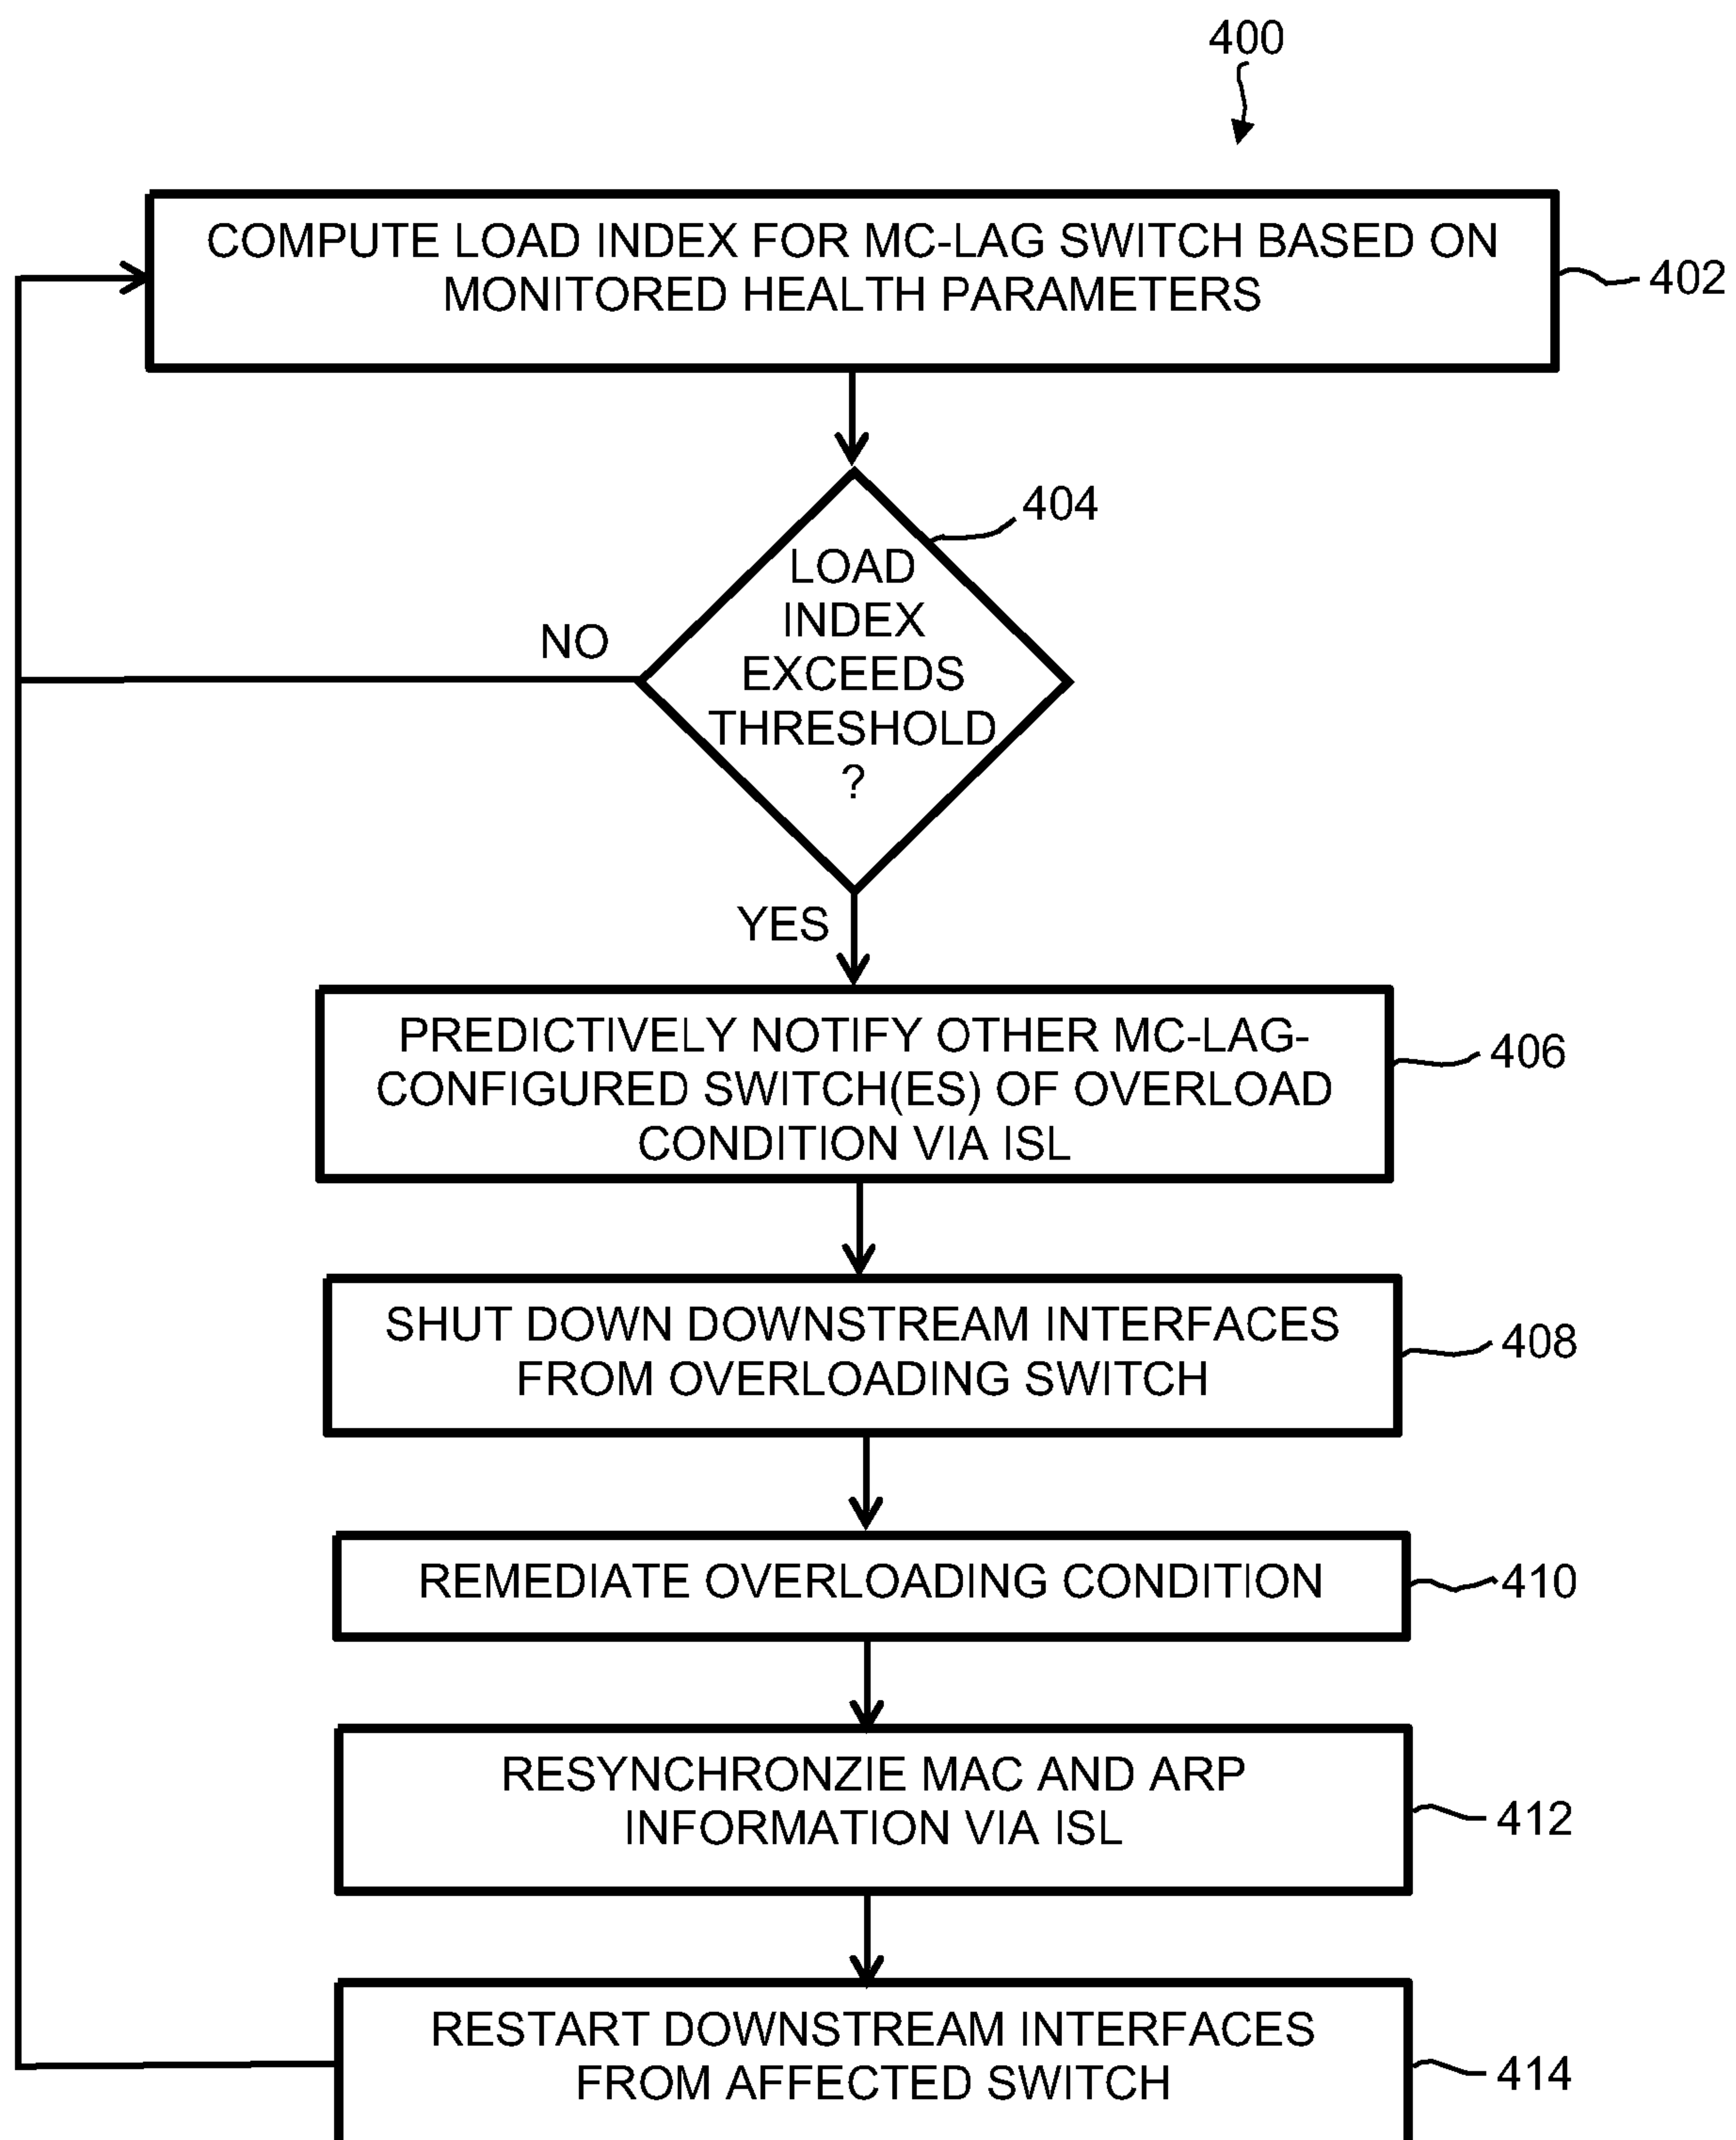 400
COMPUTE LOAD INDEX FOR MC-LAG SWITCH BASED ON
MONITORED HEALTH PARAMETERS
402
404
LOAD
INDEX
EXCEEDS
THRESHOLD
?
NO
YES
PREDICTIVELY NOTIFY OTHER MC-LAG-
CONFIGURED SWITCH(ES) OF OVERLOAD
CONDITION VIA ISL
406
SHUT DOWN DOWNSTREAM INTERFACES
FROM OVERLOADING SWITCH
408
REMEDIATE OVERLOADING CONDITION
410
RESYNCHRONZIE MAC AND ARP
INFORMATION VIA ISL
412
RESTART DOWNSTREAM INTERFACES
FROM AFFECTED SWITCH
414